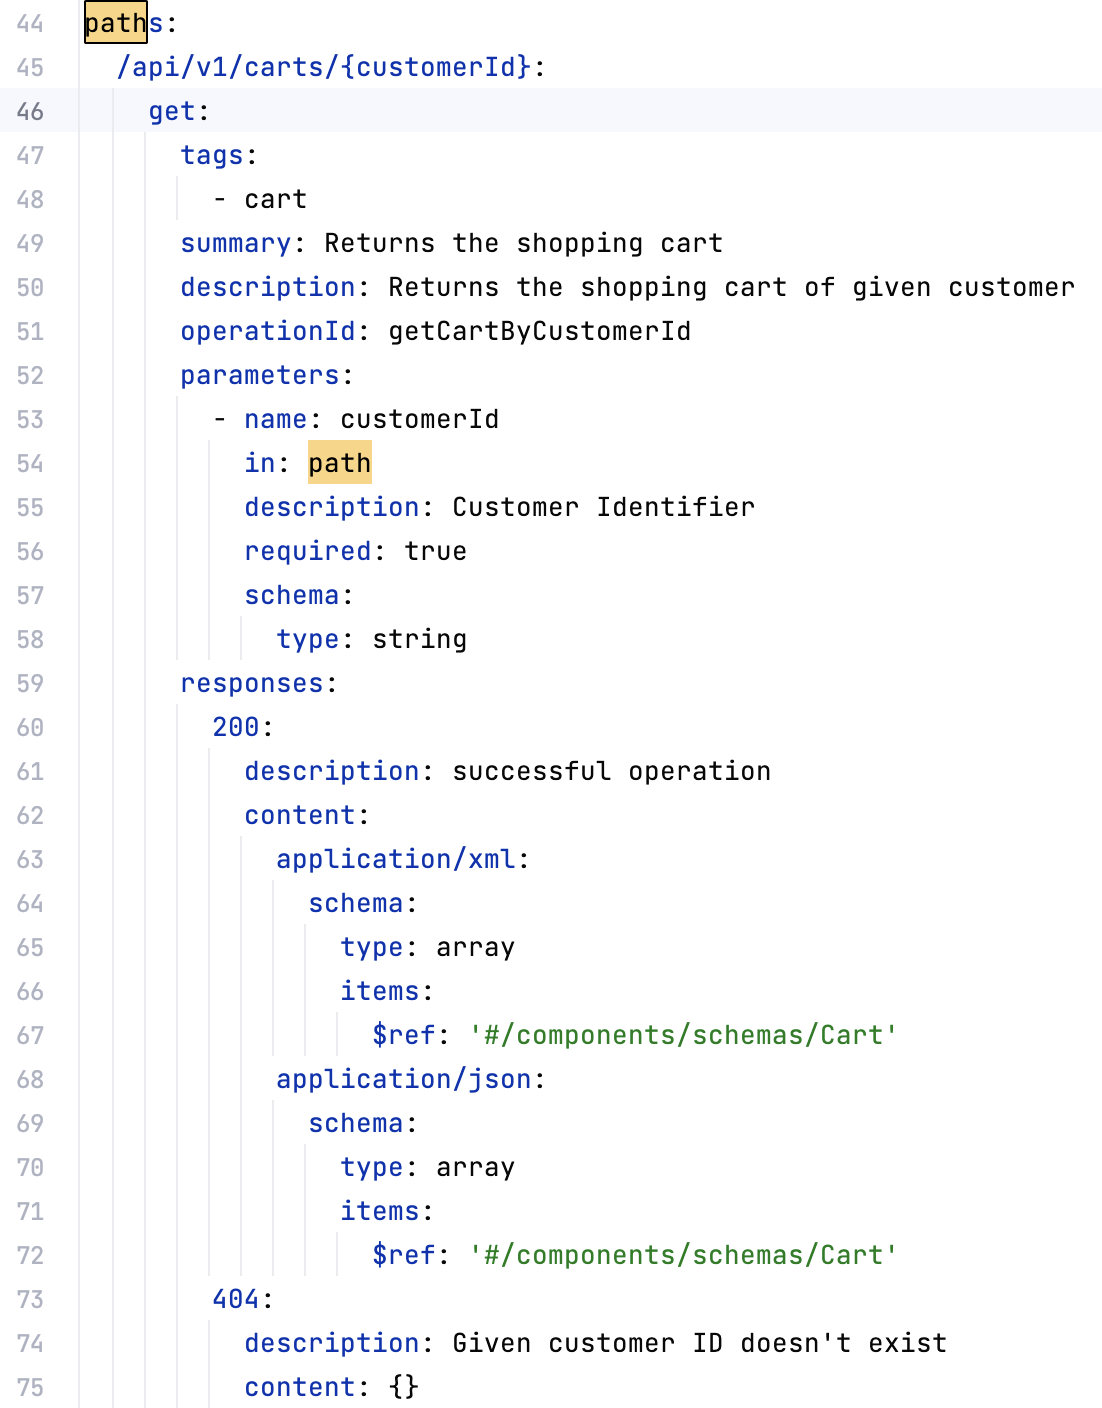 44 paths:
45 /api/v1/carts/{customerId}:
46 get:
47 tags:
48 - cart
49 summary: Returns the shopping cart
50 description: Returns the shopping cart of given customer
51 operationId: getCartByCustomerId
52 parameters:
53 - name: customerId
54 in: path
55 description: Customer Identifier
56 required: true
57 schema:
58 type: string
59 responses:
60 200:
61 description: successful operation
62 content:
63 application/xml:
64 schema:
65 type: array
66 items:
67 $ref: '#/components/schemas/Cart'
68 application/json:
69 schema:
70 type: array
71 items:
72 $ref: '#/components/schemas/Cart'
73 404:
74 description: Given customer ID doesn't exist
75 content: {}